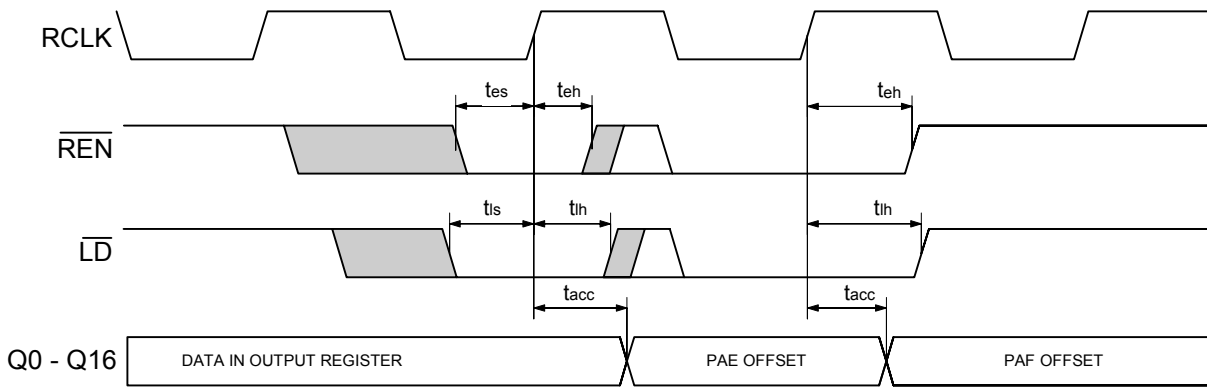 RCLK
tes
teh
teh
REN
tls
tlh
tlh
LD
tacc
tacc
Q0 - Q16
DATA IN OUTPUT REGISTER
PAE OFFSET
PAF OFFSET